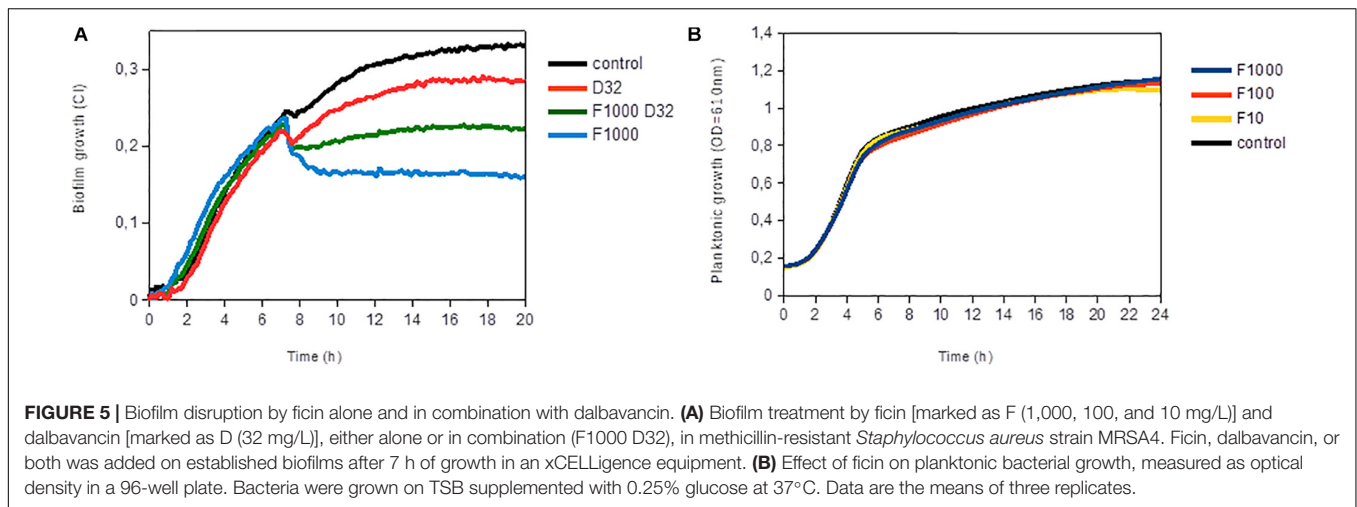 A
Biofilm growth (CI)
0,3
0,2
0,1
0
0 2 4 6 8 10 12 14 16 18 20
Time (h)
control
D32
F1000 D32
F1000
B
Planktonic growth (OD=610nm)
1,4
1,2
1
0,8
0,6
0,4
0,2
0
0 2 4 6 8 10 12 14 16 18 20 22 24
Time (h)
F1000
F100
F10
control
FIGURE 5 | Biofilm disruption by ficin alone and in combination with dalbavancin. (A) Biofilm treatment by ficin [marked as F (1,000, 100, and 10 mg/L)] and
dalbavancin [marked as D (32 mg/L)], either alone or in combination (F1000 D32), in methicillin-resistant Staphylococcus aureus strain MRSA4. Ficin, dalbavancin, or
both was added on established biofilms after 7 h of growth in an xCELLigence equipment. (B) Effect of ficin on planktonic bacterial growth, measured as optical
density in a 96-well plate. Bacteria were grown on TSB supplemented with 0.25% glucose at 37°C. Data are the means of three replicates.